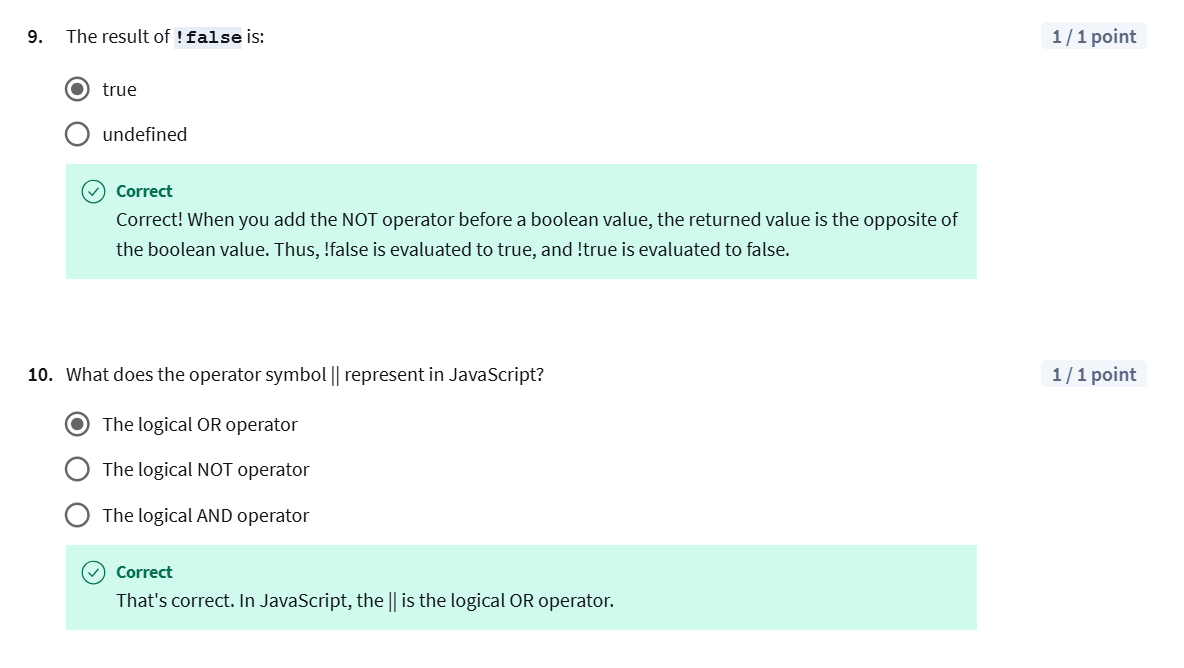 9. The result of !false is:
1 / 1 point
true
undefined
Correct
Correct! When you add the NOT operator before a boolean value, the returned value is the opposite of
the boolean value. Thus, !false is evaluated to true, and !true is evaluated to false.
10. What does the operator symbol || represent in JavaScript?
1 / 1 point
The logical OR operator
The logical NOT operator
The logical AND operator
Correct
That's correct. In JavaScript, the || is the logical OR operator.